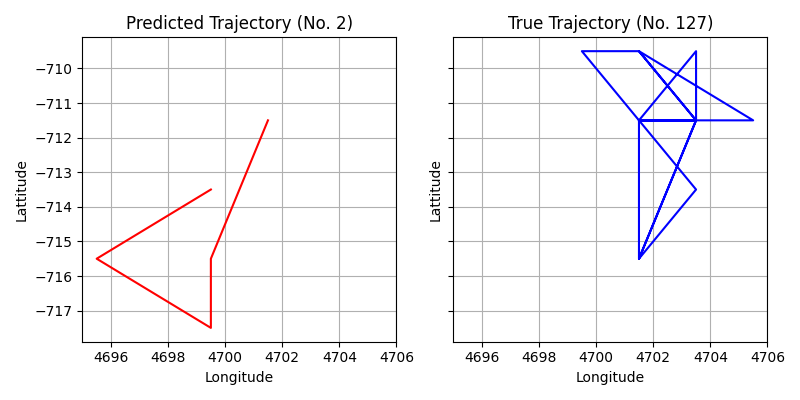 Predicted Trajectory (No. 2)
−710
−711
−712
−713
−714
−715
−716
−717
Lattitude
4696 4698 4700 4702 4704 4706
Longitude
True Trajectory (No. 127)
Lattitude
4696 4698 4700 4702 4704 4706
Longitude